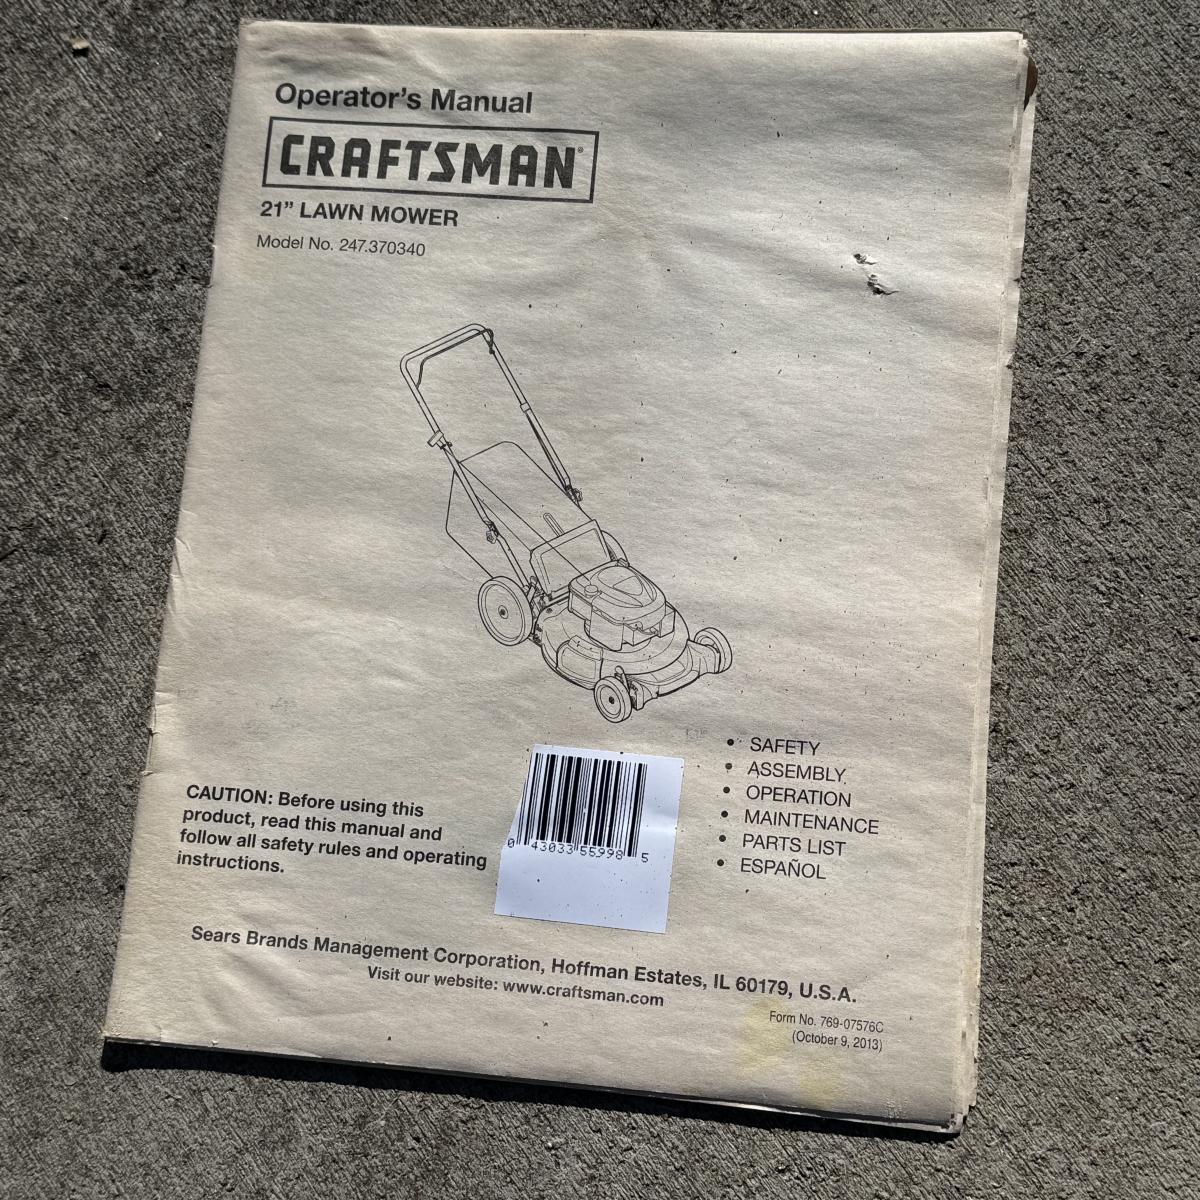 Operator's Manual
CRAFTSMAN®
21" LAWN MOWER
Model No. 247.370340
• SAFETY
• ASSEMBLY
• OPERATION
• MAINTENANCE
• PARTS LIST
• ESPAÑOL
CAUTION: Before using this
product, read this manual and
follow all safety rules and operating
instructions.
0 43033 55998 5
Sears Brands Management Corporation, Hoffman Estates, IL 60179, U.S.A.
Visit our website: www.craftsman.com
Form No. 769-07576C
(October 9, 2013)